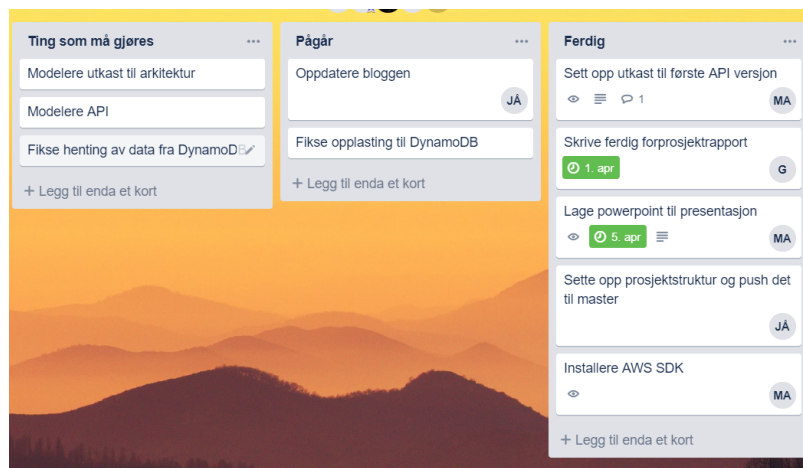 Ting som må gjøres
Modelere utkast til arkitektur
Modelere API
Fikse henting av data fra DynamoDB
+ Legg til enda et kort
Pågår
Oppdatere bloggen
JÅ
Fikse opplasting til DynamoDB
+ Legg til enda et kort
Ferdig
Sett opp utkast til første API versjon
1
MA
Skrive ferdig forprosjektrapport
1. apr
G
Lage powerpoint til presentasjon
5. apr
MA
Sette opp prosjektstruktur og push det
til master
JÅ
Installere AWS SDK
MA
+ Legg til enda et kort